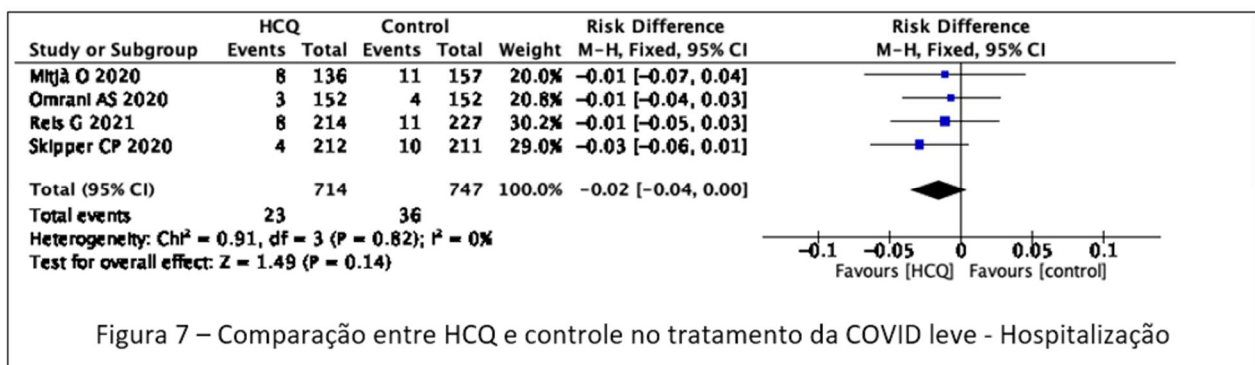 HCQ Control Risk Difference Risk Difference
Study or Subgroup Events Total Events Total Weight M-H, Fixed, 95% CI M-H, Fixed, 95% CI
Mitjà O 2020 8 136 11 157 20.0% −0.01 [−0.07, 0.04]
Omrani AS 2020 3 152 4 152 20.8% −0.01 [−0.04, 0.03]
Reis G 2021 8 214 11 227 30.2% −0.01 [−0.05, 0.03]
Skipper CP 2020 4 212 10 211 29.0% −0.03 [−0.06, 0.01]
Total (95% CI) 714 747 100.0% −0.02 [−0.04, 0.00]
Total events 23 36
Heterogeneity: Chi² = 0.91, df = 3 (P = 0.82); I² = 0%
Test for overall effect: Z = 1.49 (P = 0.14)
−0.1 −0.05 0 0.05 0.1
Favours [HCQ] Favours [control]
Figura 7 – Comparação entre HCQ e controle no tratamento da COVID leve - Hospitalização